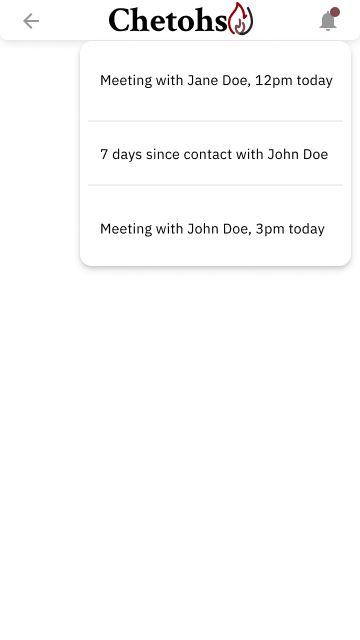 Chetohs
Meeting with Jane Doe, 12pm today
7 days since contact with John Doe
Meeting with John Doe, 3pm today